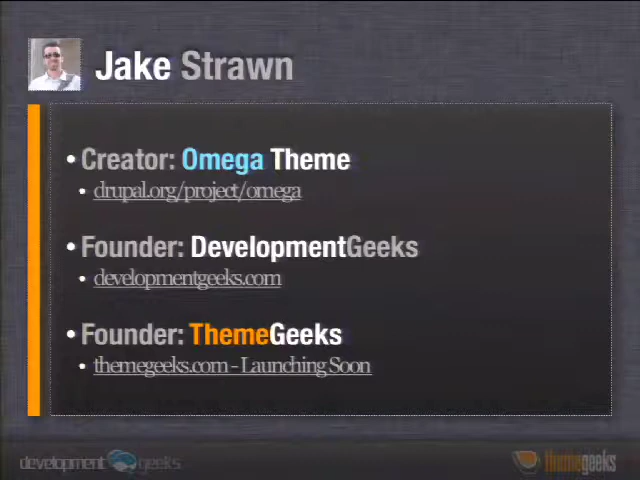 Jake Strawn
• Creator: Omega Theme
• drupal.org/project/omega
• Founder: DevelopmentGeeks
• developmentgeeks.com
• Founder: ThemeGeeks
• themegeeks.com - Launching Soon
development geeks
themegeeks